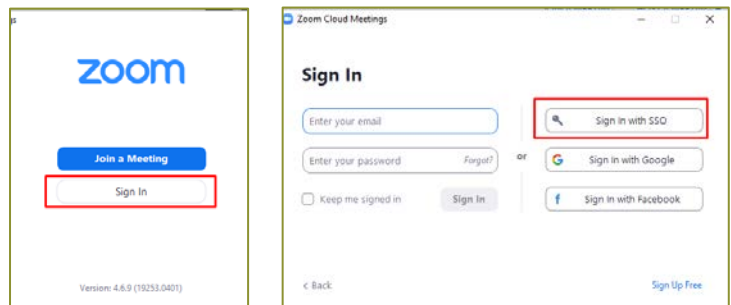 gs
zoom
Join a Meeting
Sign In
Version: 4.6.9 (19253.0401)
Zoom Cloud Meetings
Sign In
Enter your email
Enter your password Forgot?
Keep me signed in Sign In
or
Sign In with SSO
Sign In with Google
Sign In with Facebook
< Back
Sign Up Free